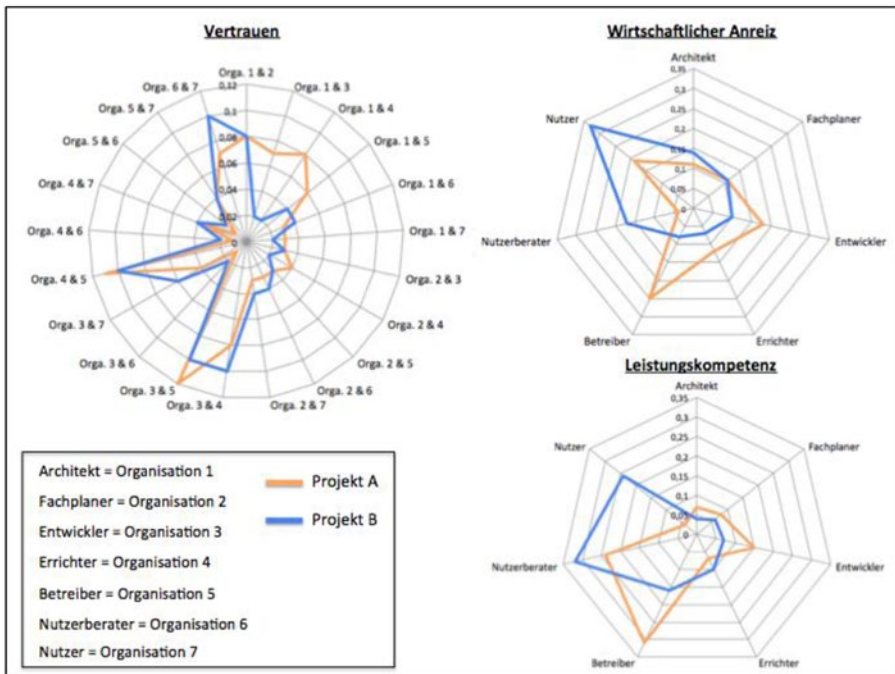 Vertrauen
Orga. 1 & 2
Orga. 1 & 3
Orga. 1 & 4
Orga. 1 & 5
Orga. 1 & 6
Orga. 1 & 7
Orga. 2 & 3
Orga. 2 & 4
Orga. 2 & 5
Orga. 2 & 6
Orga. 2 & 7
Orga. 3 & 4
Orga. 3 & 5
Orga. 3 & 6
Orga. 3 & 7
Orga. 4 & 5
Orga. 4 & 6
Orga. 4 & 7
Orga. 5 & 6
Orga. 5 & 7
Orga. 6 & 7
0,12
0,1
0,08
0,06
0,04
0,02
0
Wirtschaftlicher Anreiz
Architekt
Fachplaner
Entwickler
Errichter
Betreiber
Nutzerberater
Nutzer
0,35
0,3
0,25
0,2
0,15
0,1
0,05
0
Leistungskompetenz
Architekt
Fachplaner
Entwickler
Errichter
Betreiber
Nutzerberater
Nutzer
0,35
0,3
0,25
0,2
0,15
0,1
0,05
0
Architekt = Organisation 1
Fachplaner = Organisation 2
Entwickler = Organisation 3
Errichter = Organisation 4
Betreiber = Organisation 5
Nutzerberater = Organisation 6
Nutzer = Organisation 7
Projekt A
Projekt B